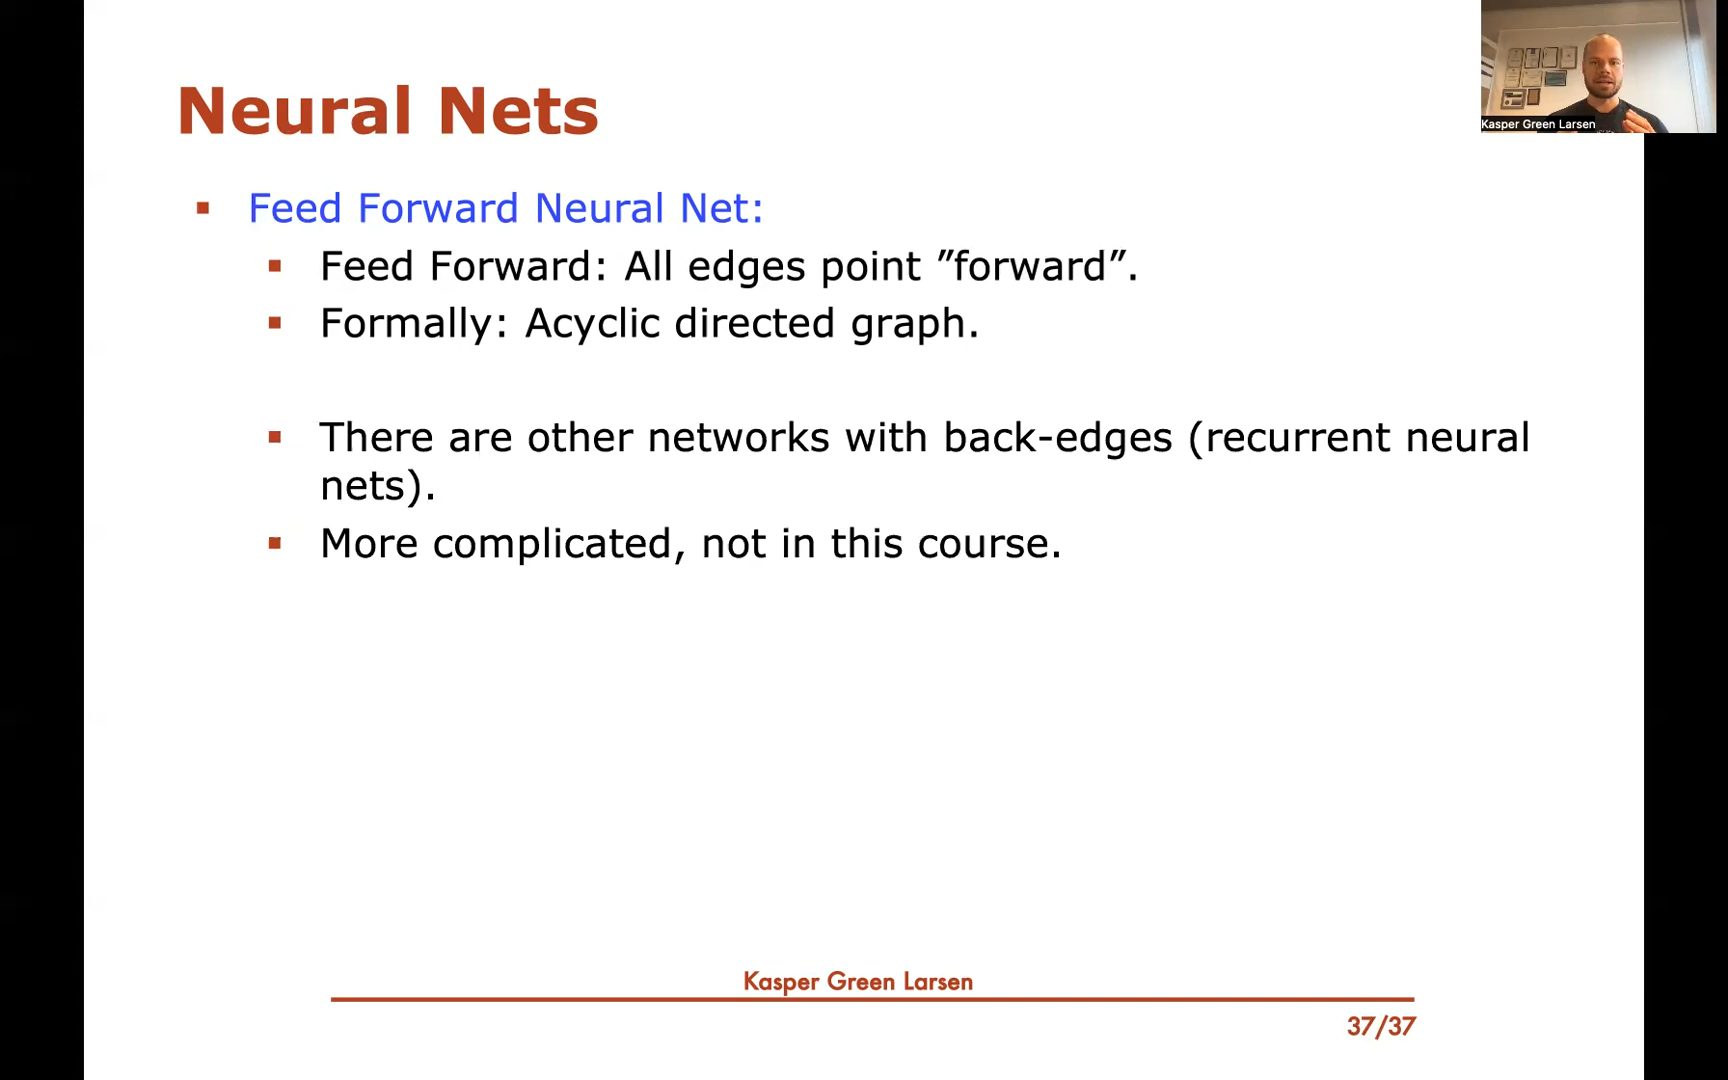 Neural Nets
Kasper Green Larsen
▪ Feed Forward Neural Net:
▪ Feed Forward: All edges point ”forward”.
▪ Formally: Acyclic directed graph.
▪ There are other networks with back-edges (recurrent neural
nets).
▪ More complicated, not in this course.
Kasper Green Larsen
37/37